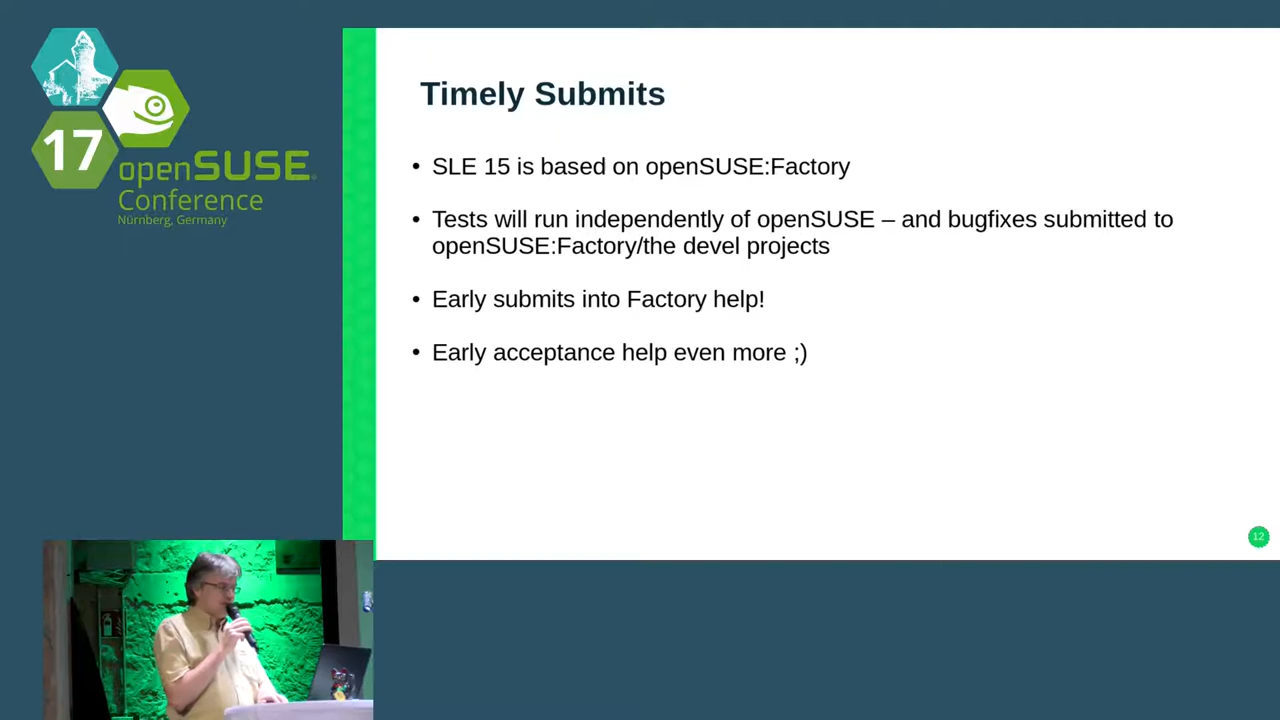 17
openSUSE
Conference
Nürnberg, Germany
Timely Submits
• SLE 15 is based on openSUSE:Factory
• Tests will run independently of openSUSE – and bugfixes submitted to
openSUSE:Factory/the devel projects
• Early submits into Factory help!
• Early acceptance help even more ;)
12